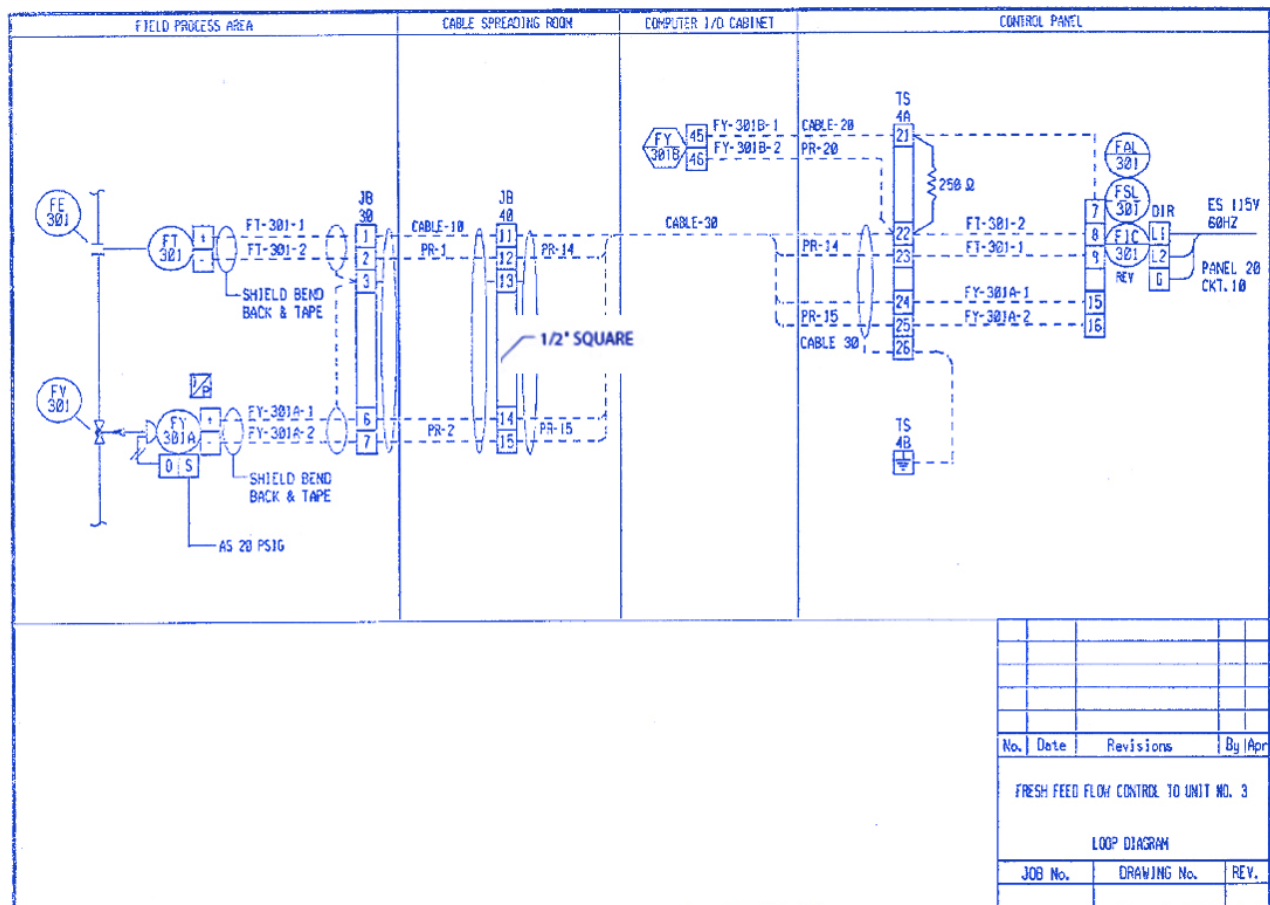 FIELD PROCESS AREA
CABLE SPREADING ROOM
COMPUTER I/O CABINET
CONTROL PANEL
TS
4A
FY
301B
45
FY-301B-1
CABLE-20
21
46
FY-301B-2
PR-20
250 Ω
FAL
301
FSL
301
FE
301
JB
30
JB
40
7
DIR
ES 115V
60HZ
FT
301
+
-
FT-301-1
FT-301-2
1
2
3
CABLE-10
PR-1
11
12
13
PR-14
CABLE-30
PR-14
22
23
FT-301-2
FT-301-1
8
9
FIC
301
REV
L1
L2
G
PANEL 20
CKT.10
SHIELD BEND
BACK & TAPE
24
FY-301A-1
15
PR-15
25
FY-301A-2
16
CABLE 30
26
1/2" SQUARE
I/P
FV
301
FY
301A
+
-
FY-301A-1
FY-301A-2
6
7
PR-2
14
15
PR-15
TS
4B
O S
SHIELD BEND
BACK & TAPE
AS 20 PSIG
No. Date Revisions By Apr
FRESH FEED FLOW CONTROL TO UNIT NO. 3
LOOP DIAGRAM
JOB No. DRAWING No. REV.